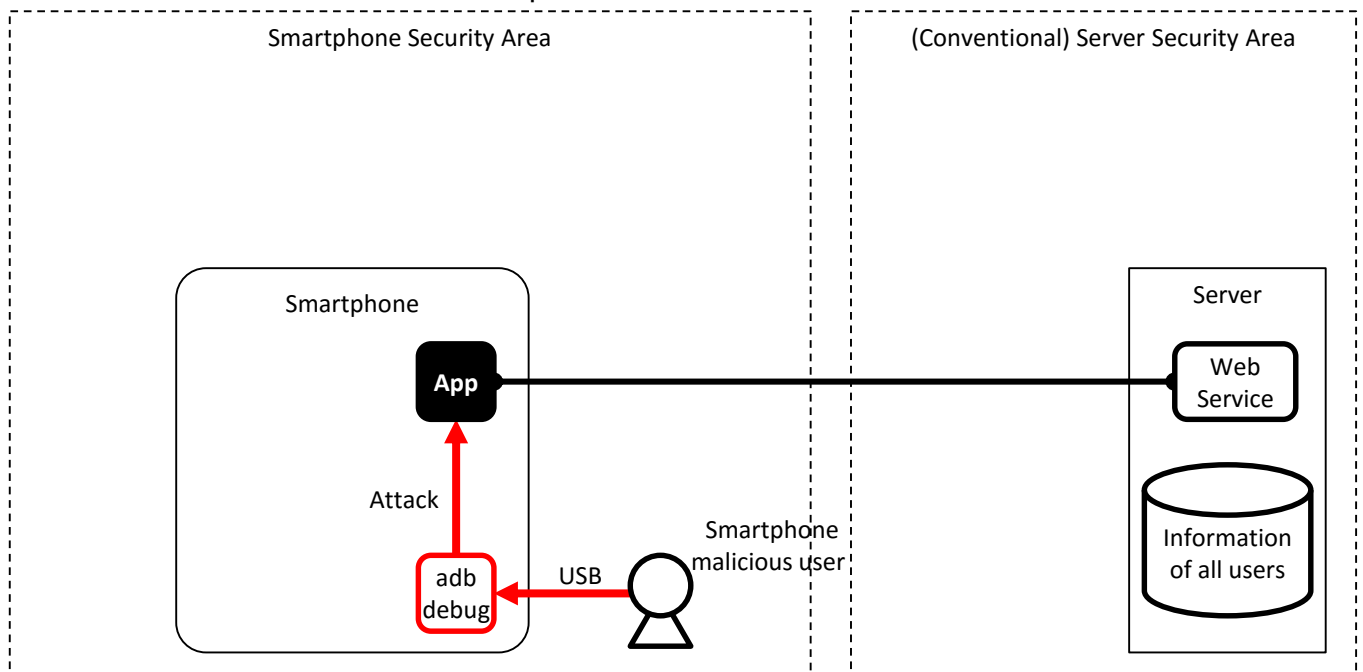 Smartphone Security Area
(Conventional) Server Security Area
Smartphone
Server
App
Web
Service
Attack
Smartphone
malicious user
Information
of all users
USB
adb
debug